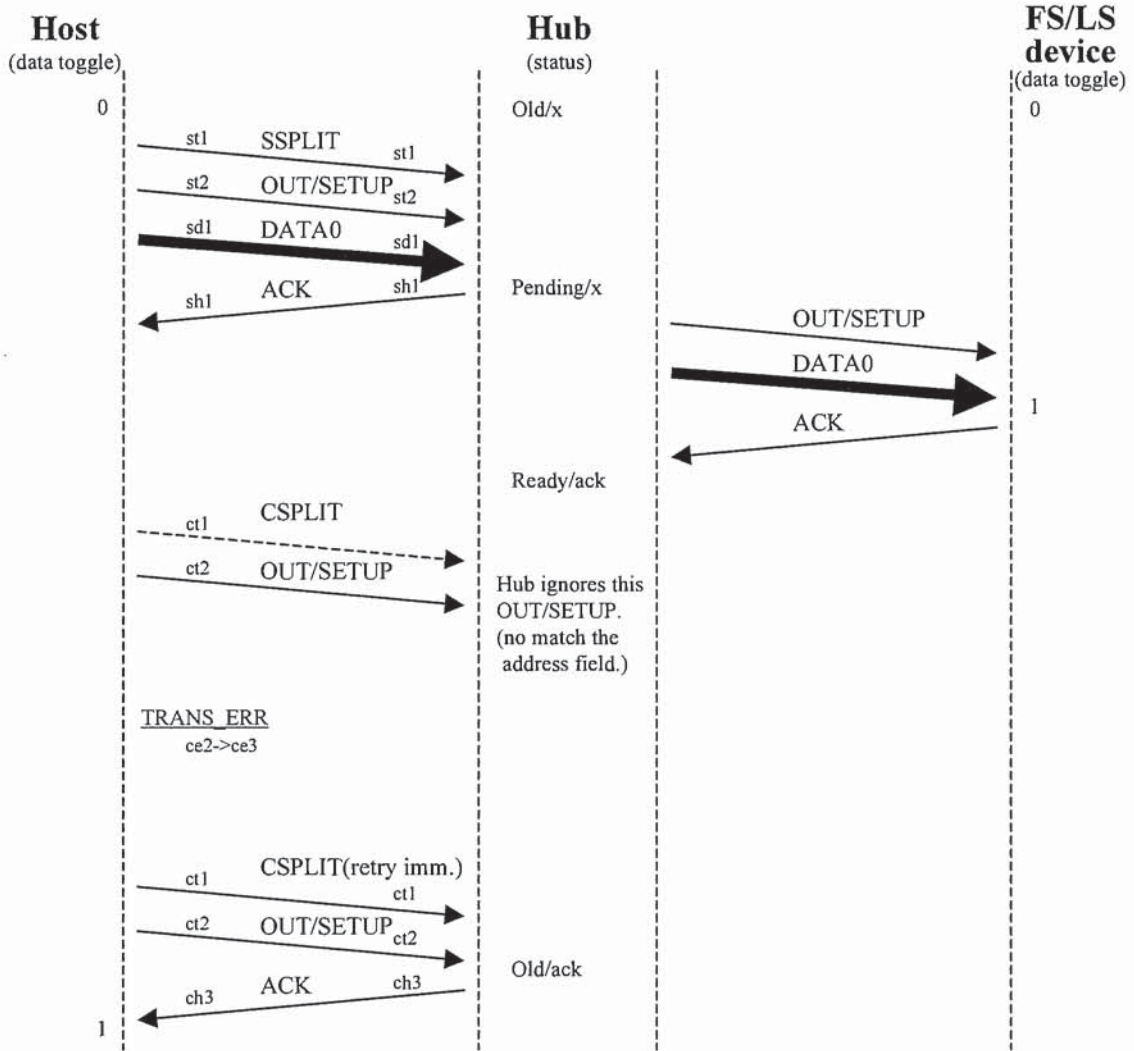 Host
(data toggle)
Hub
(status)
FS/LS
device
(data toggle)
0
Old/x
0
st1 SSPLIT st1
st2 OUT/SETUP st2
sd1 DATA0 sd1
sh1 ACK sh1
Pending/x
OUT/SETUP
DATA0
1
ACK
Ready/ack
ct1 CSPLIT
ct2 OUT/SETUP
Hub ignores this
OUT/SETUP.
(no match the
address field.)
TRANS_ERR
ce2->ce3
ct1 CSPLIT(retry imm.) ct1
ct2 OUT/SETUP ct2
Old/ack
ch3 ACK ch3
1